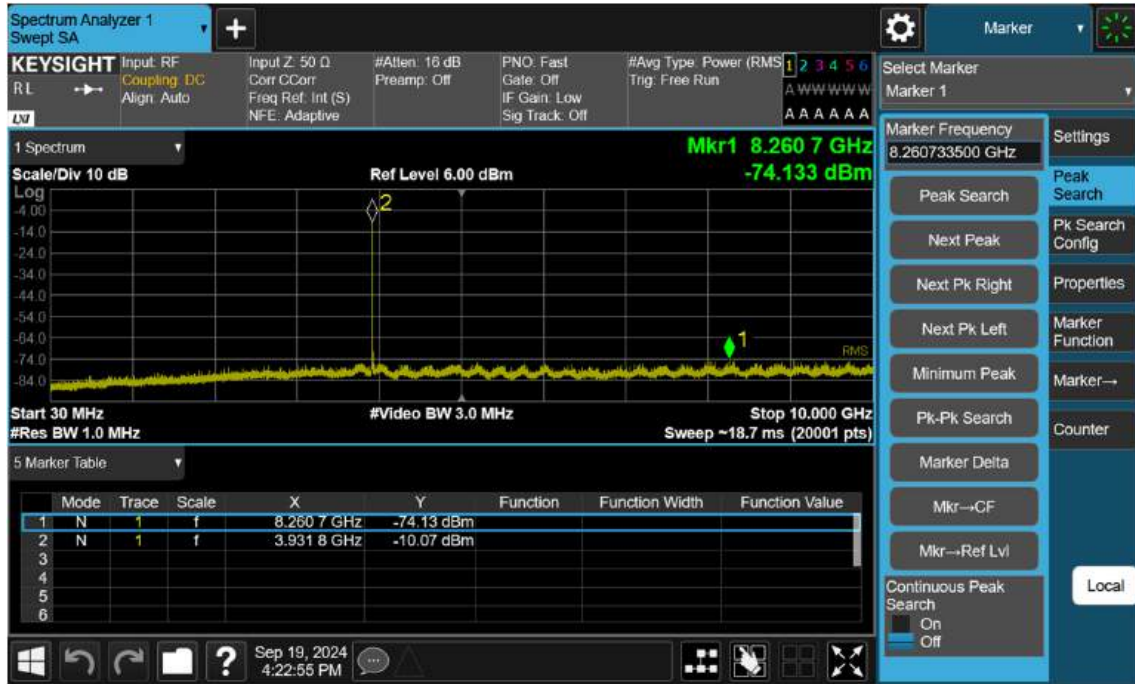 Spectrum Analyzer 1
Swept SA
Marker
KEYSIGHT
RL
LXI
Input: RF
Coupling: DC
Align: Auto
Input Z: 50 Ω
Corr CCorr
Freq Ref: Int (S)
NFE: Adaptive
#Atten: 16 dB
Preamp: Off
PNO: Fast
Gate: Off
IF Gain: Low
Sig Track: Off
#Avg Type: Power (RMS
Trig: Free Run
1 2 3 4 5 6
A W W W W W
A A A A A A
Select Marker
Marker 1
1 Spectrum
Mkr1 8.260 7 GHz
-74.133 dBm
Scale/Div 10 dB
Ref Level 6.00 dBm
Log
-4.00
-14.0
-24.0
-34.0
-44.0
-54.0
-64.0
-74.0
-84.0
2
1
RMS
Start 30 MHz
#Video BW 3.0 MHz
Stop 10.000 GHz
#Res BW 1.0 MHz
Sweep ~18.7 ms (20001 pts)
5 Marker Table
Mode Trace Scale X Y Function Function Width Function Value
1 N 1 f 8.260 7 GHz -74.13 dBm
2 N 1 f 3.931 8 GHz -10.07 dBm
3
4
5
6
Marker Frequency
8.260733500 GHz
Peak Search
Next Peak
Next Pk Right
Next Pk Left
Minimum Peak
Pk-Pk Search
Marker Delta
Mkr→CF
Mkr→Ref Lvl
Continuous Peak
Search
On
Off
Settings
Peak
Search
Pk Search
Config
Properties
Marker
Function
Marker→
Counter
Local
?
Sep 19, 2024
4:22:55 PM